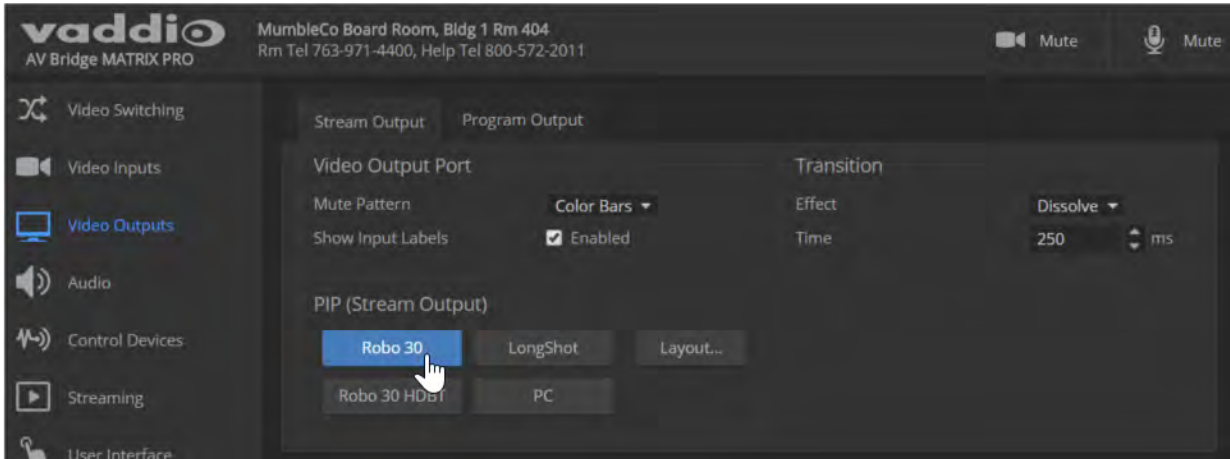 vaddio
AV Bridge MATRIX PRO
MumbleCo Board Room, Bldg 1 Rm 404
Rm Tel 763-971-4400, Help Tel 800-572-2011
Mute
Mute
Video Switching
Video Inputs
Video Outputs
Audio
Control Devices
Streaming
User Interface
Stream Output
Program Output
Video Output Port
Mute Pattern
Color Bars
Show Input Labels
Enabled
Transition
Effect
Dissolve
Time
250
ms
PIP (Stream Output)
Robo 30
LongShot
Layout...
Robo 30 HDBT
PC